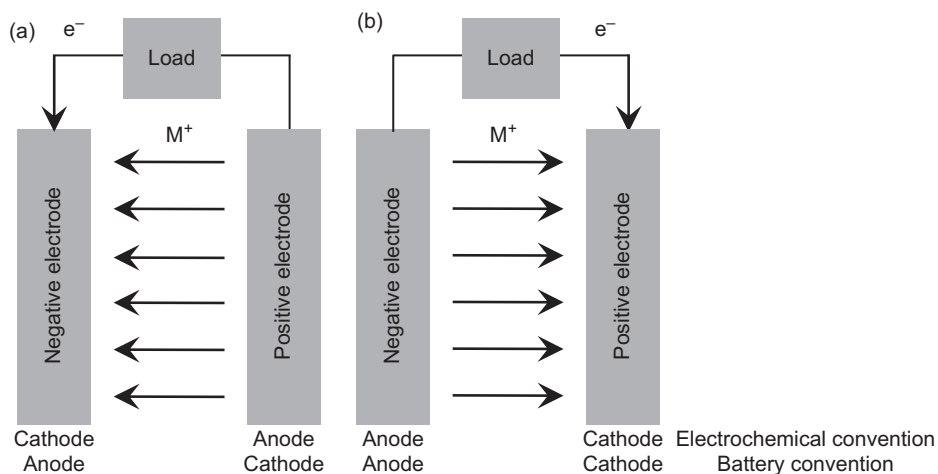 (a)
e⁻
Load
M⁺
Negative electrode
Positive electrode
Cathode
Anode
Anode
Cathode
(b)
e⁻
Load
M⁺
Negative electrode
Positive electrode
Anode
Anode
Cathode
Cathode
Electrochemical convention
Battery convention